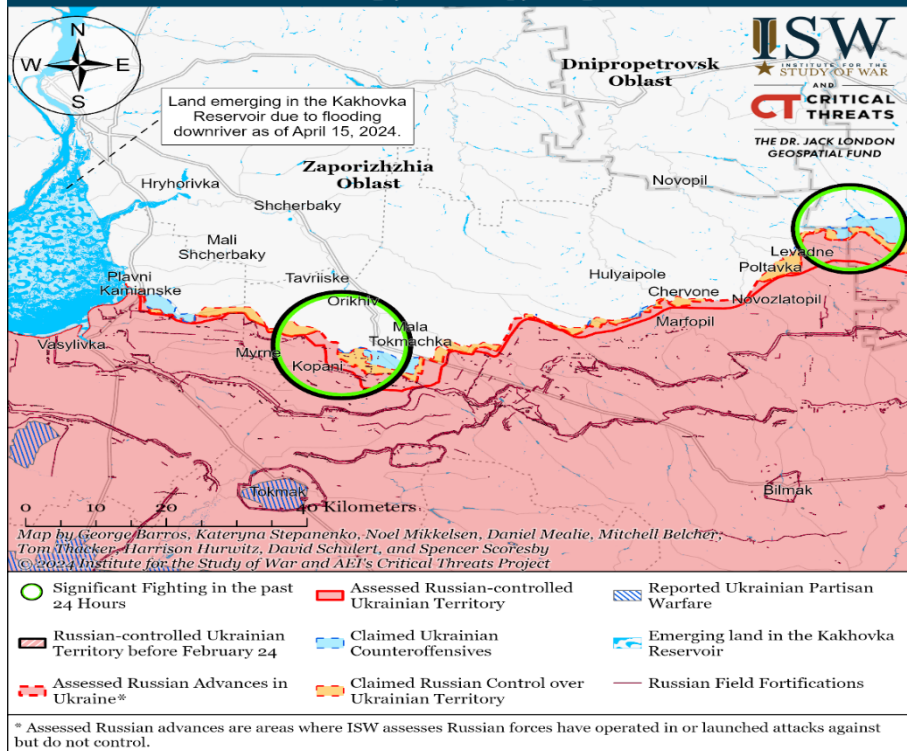 N
W E
S
ISW
INSTITUTE FOR THE
STUDY OF WAR
AND
CT CRITICAL
THREATS
THE DR. JACK LONDON
GEOSPATIAL FUND
Dnipropetrovsk
Oblast
Land emerging in the Kakhovka
Reservoir due to flooding
downriver as of April 15, 2024.
Zaporizhzhia
Oblast
Hryhorivka
Shcherbaky
Novopil
Mali
Shcherbaky
Levadne
Plavni
Kamianske
Tavriiske
Hulyaipole
Poltavka
Orikhiv
Chervone
Novozlatopil
Mala
Tokmachka
Marfopil
Vasylivka
Myrne
Kopani
Tokmak
Bilmak
0 20 40 Kilometers
Map by George Barros, Kateryna Stepanenko, Noel Mikkelsen, Daniel Mealie, Mitchell Belcher,
Tom Thacker, Harrison Hurwitz, David Schulert, and Spencer Scoresby
© 2024 Institute for the Study of War and AEI's Critical Threats Project
Significant Fighting in the past
24 Hours
Assessed Russian-controlled
Ukrainian Territory
Reported Ukrainian Partisan
Warfare
Russian-controlled Ukrainian
Territory before February 24
Claimed Ukrainian
Counteroffensives
Emerging land in the Kakhovka
Reservoir
Assessed Russian Advances in
Ukraine*
Claimed Russian Control over
Ukrainian Territory
Russian Field Fortifications
* Assessed Russian advances are areas where ISW assesses Russian forces have operated in or launched attacks against
but do not control.